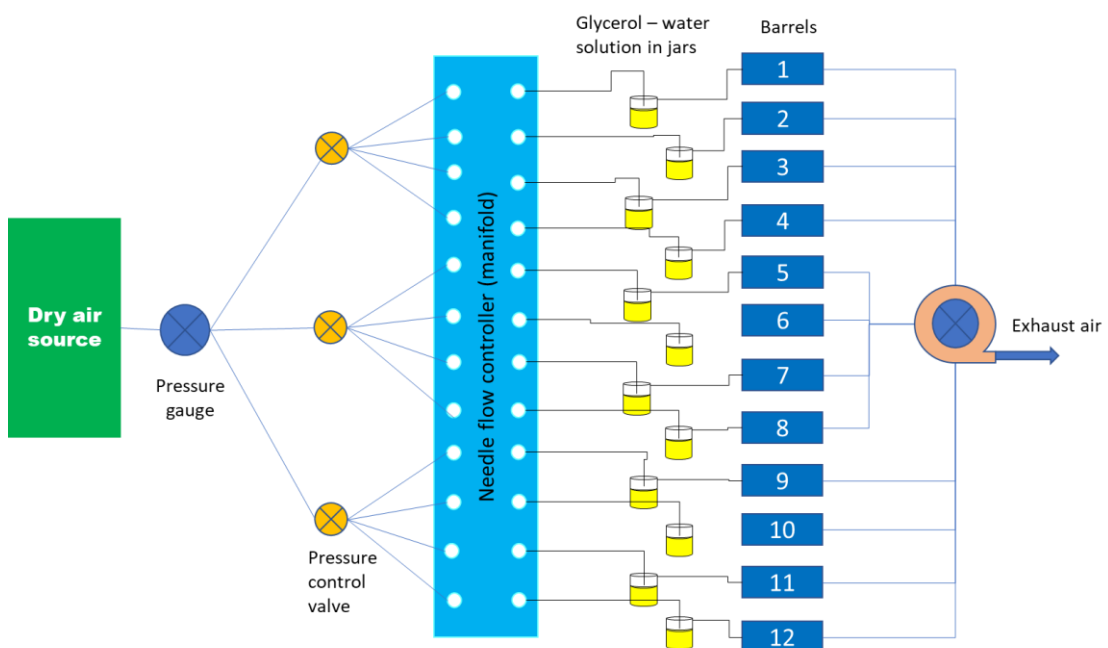 Glycerol – water
solution in jars
Barrels
Dry air
source
Pressure
gauge
Pressure
control
valve
Needle flow controller (manifold)
1
2
3
4
5
6
7
8
9
10
11
12
Exhaust air